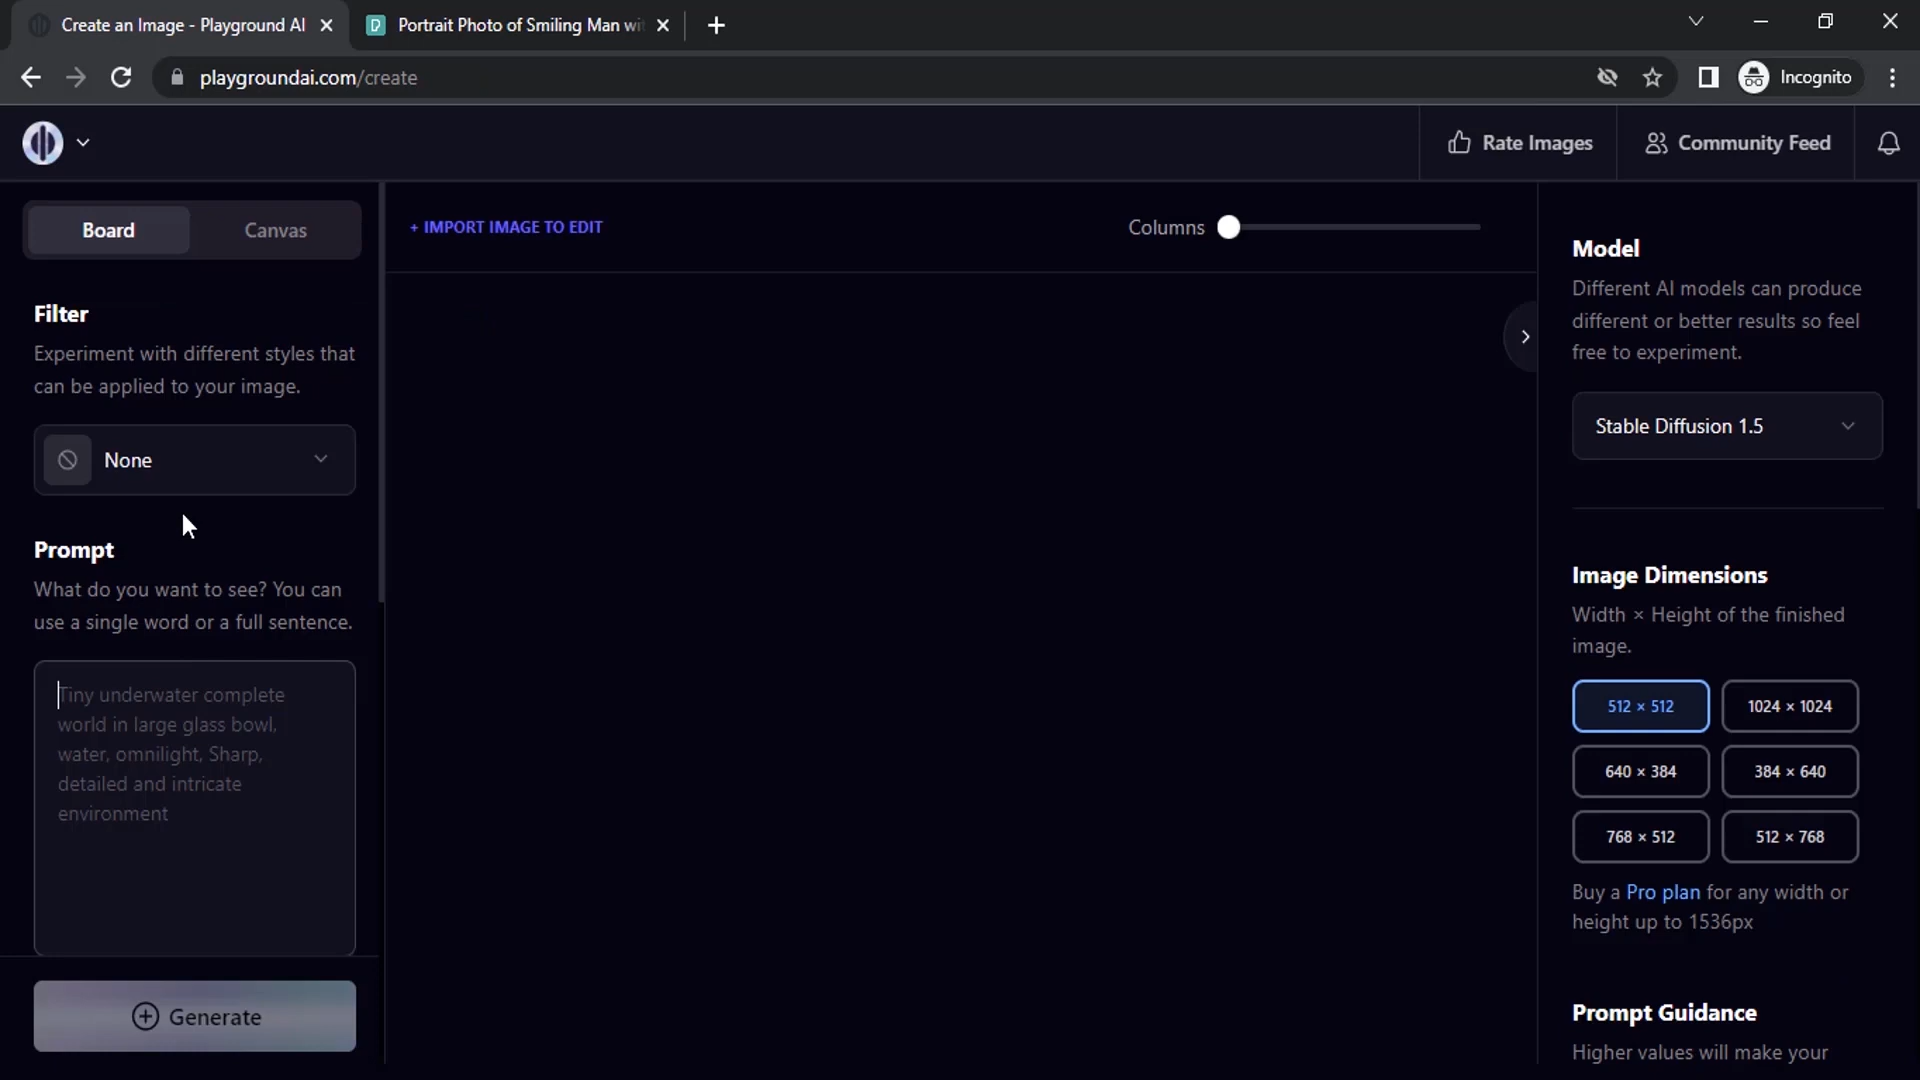 Create an Image - Playground AI
Portrait Photo of Smiling Man wit
playgroundai.com/create
Incognito
Rate Images
Community Feed
Board
Canvas
+ IMPORT IMAGE TO EDIT
Columns
Filter
Experiment with different styles that
can be applied to your image.
None
Prompt
What do you want to see? You can
use a single word or a full sentence.
Tiny underwater complete
world in large glass bowl,
water, omnilight, Sharp,
detailed and intricate
environment
Generate
Model
Different AI models can produce
different or better results so feel
free to experiment.
Stable Diffusion 1.5
Image Dimensions
Width × Height of the finished
image.
512 × 512
1024 × 1024
640 × 384
384 × 640
768 × 512
512 × 768
Buy a Pro plan for any width or
height up to 1536px
Prompt Guidance
Higher values will make your